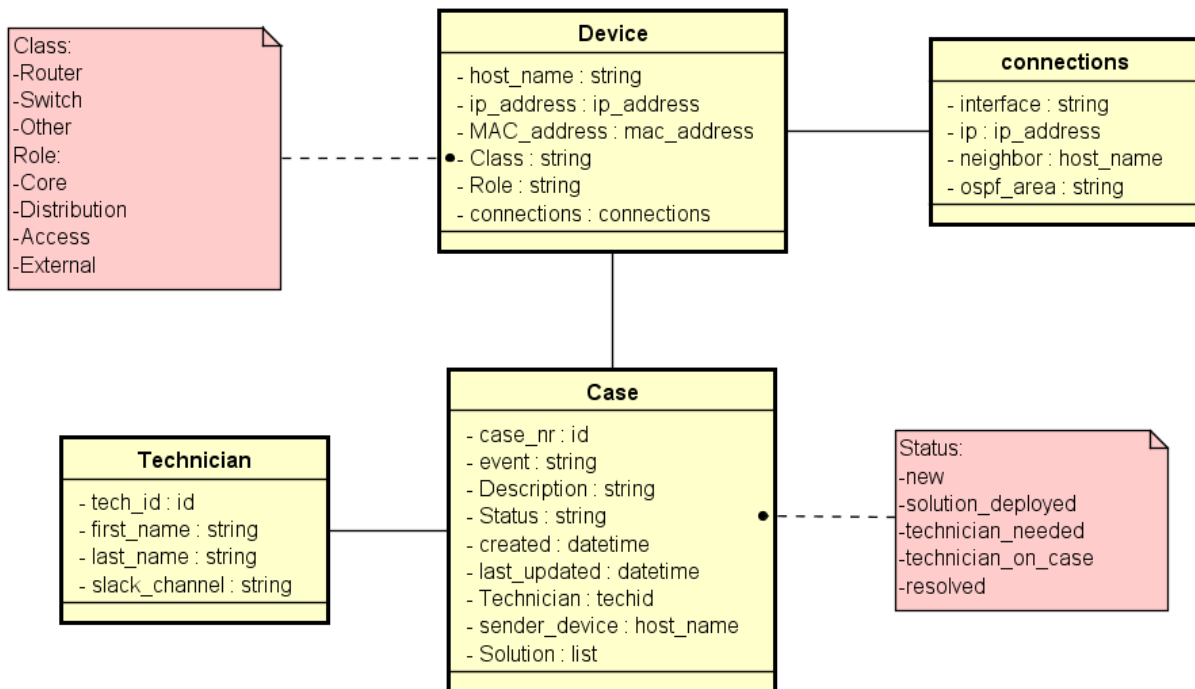 Class:
-Router
-Switch
-Other
Role:
-Core
-Distribution
-Access
-External
Device
- host_name : string
- ip_address : ip_address
- MAC_address : mac_address
- Class : string
- Role : string
- connections : connections
connections
- interface : string
- ip : ip_address
- neighbor : host_name
- ospf_area : string
Technician
- tech_id : id
- first_name : string
- last_name : string
- slack_channel : string
Case
- case_nr : id
- event : string
- Description : string
- Status : string
- created : datetime
- last_updated : datetime
- Technician : techid
- sender_device : host_name
- Solution : list
Status:
-new
-solution_deployed
-technician_needed
-technician_on_case
-resolved